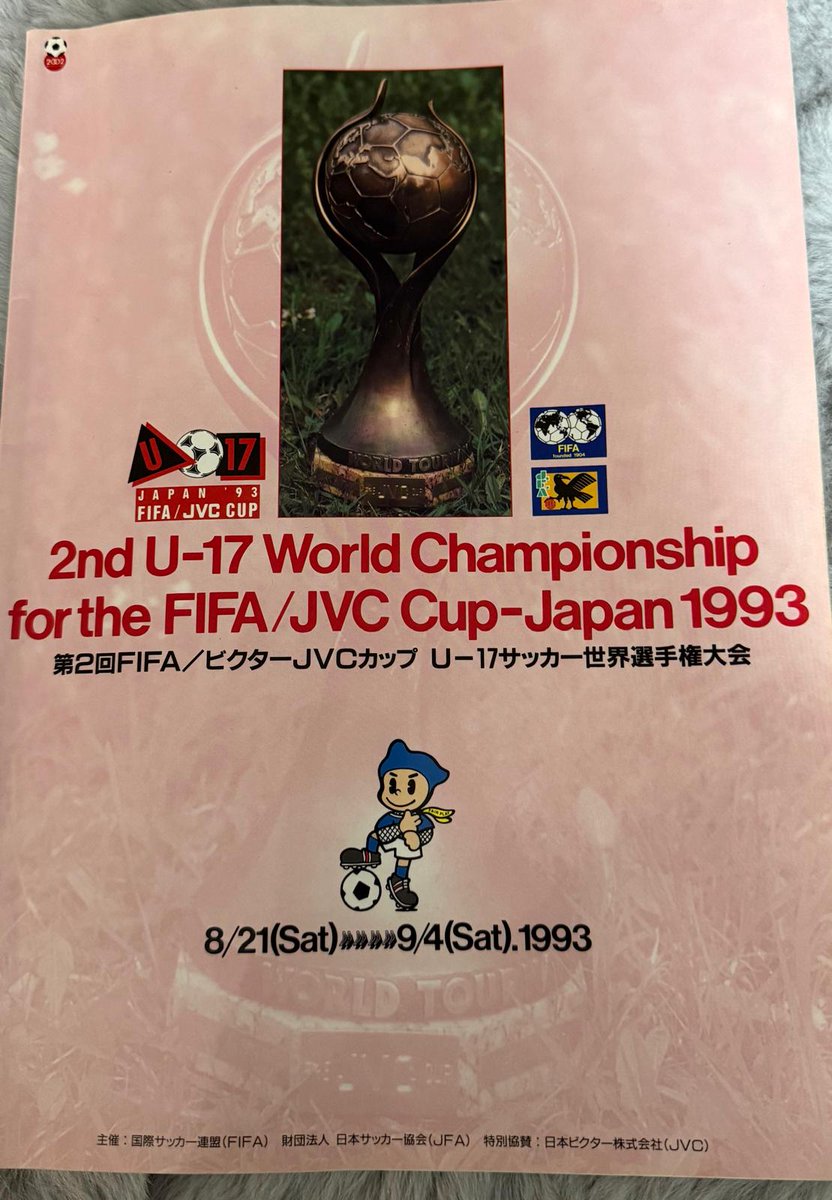 2002
WORLD TOURNA
JVC
U 17
JAPAN '93
FIFA/JVC CUP
FIFA
founded 1904
2nd U-17 World Championship
for the FIFA/JVC Cup-Japan 1993
第2回FIFA/ビクターJVCカップ U-17サッカー世界選手権大会
8/21(Sat)»»»»9/4(Sat).1993
WORLD TOUR
主催:国際サッカー連盟(FIFA) 財団法人 日本サッカー協会(JFA) 特別協賛:日本ビクター株式会社(JVC)